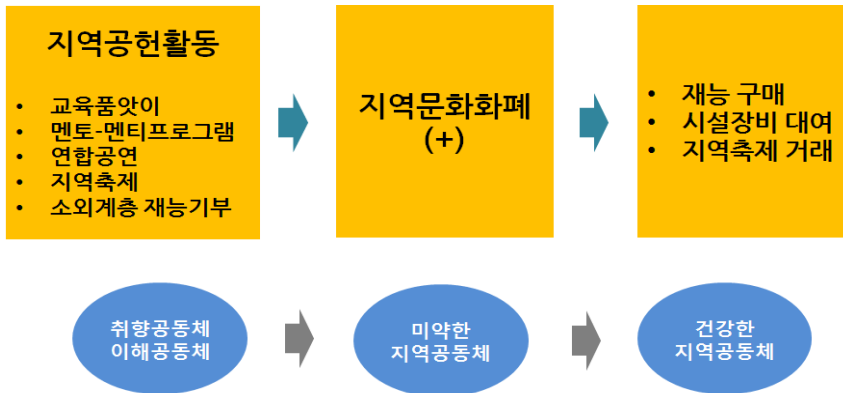 지역공헌활동
• 교육품앗이
• 멘토-멘티프로그램
• 연합공연
• 지역축제
• 소외계층 재능기부
지역문화화폐
(+)
• 재능 구매
• 시설장비 대여
• 지역축제 거래
취향공동체
이해공동체
미약한
지역공동체
건강한
지역공동체